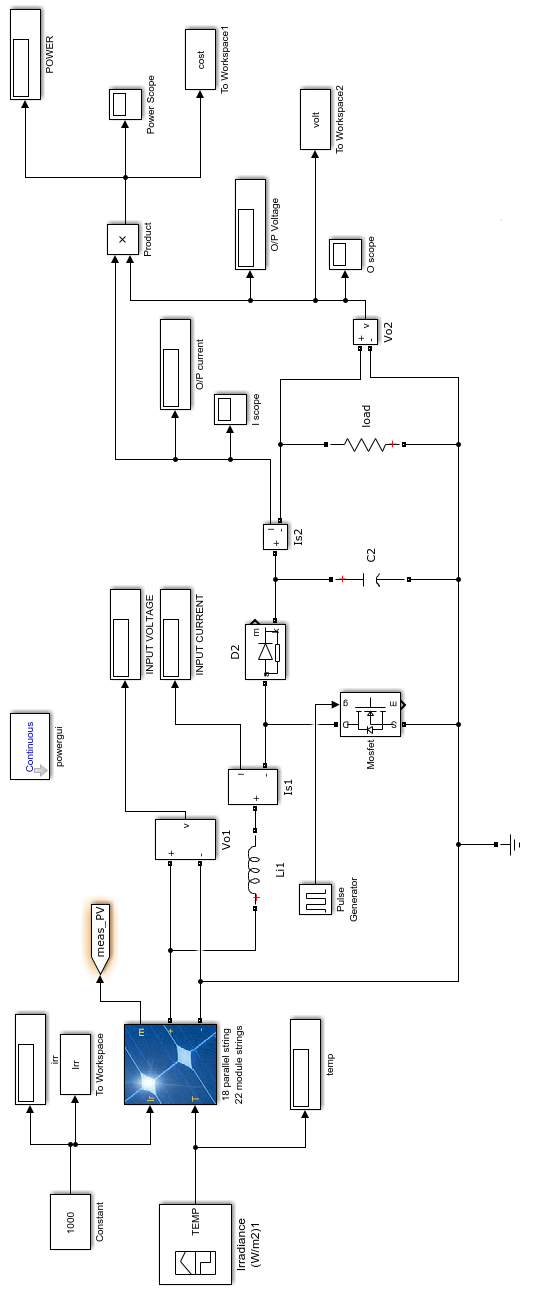 1000
Constant
TEMP
Irradiance
(W/m2)1
irr
Irr
To Workspace
temp
Ir
T
m
+
-
18 parallel string
22 module strings
meas_PV
Continuous
powergui
+
-
v
Vo1
INPUT VOLTAGE
INPUT CURRENT
+
Li1
+
I
-
Is1
Pulse
Generator
g
D
S
m
Mosfet
a
m
k
D2
+
C2
+
I
-
Is2
O/P current
I scope
+
load
+
-
v
Vo2
O/P Voltage
O scope
volt
To Workspace2
×
Product
POWER
Power Scope
cost
To Workspace1